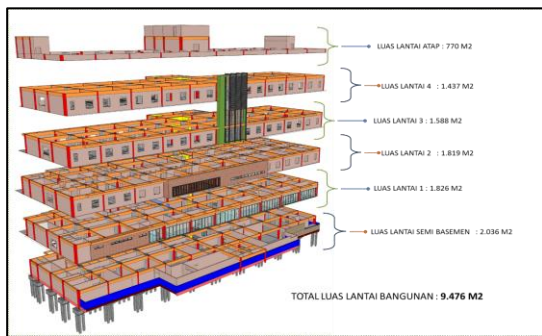 LUAS LANTAI ATAP : 770 M2
LUAS LANTAI 4 : 1.437 M2
LUAS LANTAI 3 : 1.588 M2
LUAS LANTAI 2 : 1.819 M2
LUAS LANTAI 1 : 1.826 M2
LUAS LANTAI SEMI BASEMEN : 2.036 M2
TOTAL LUAS LANTAI BANGUNAN : 9.476 M2